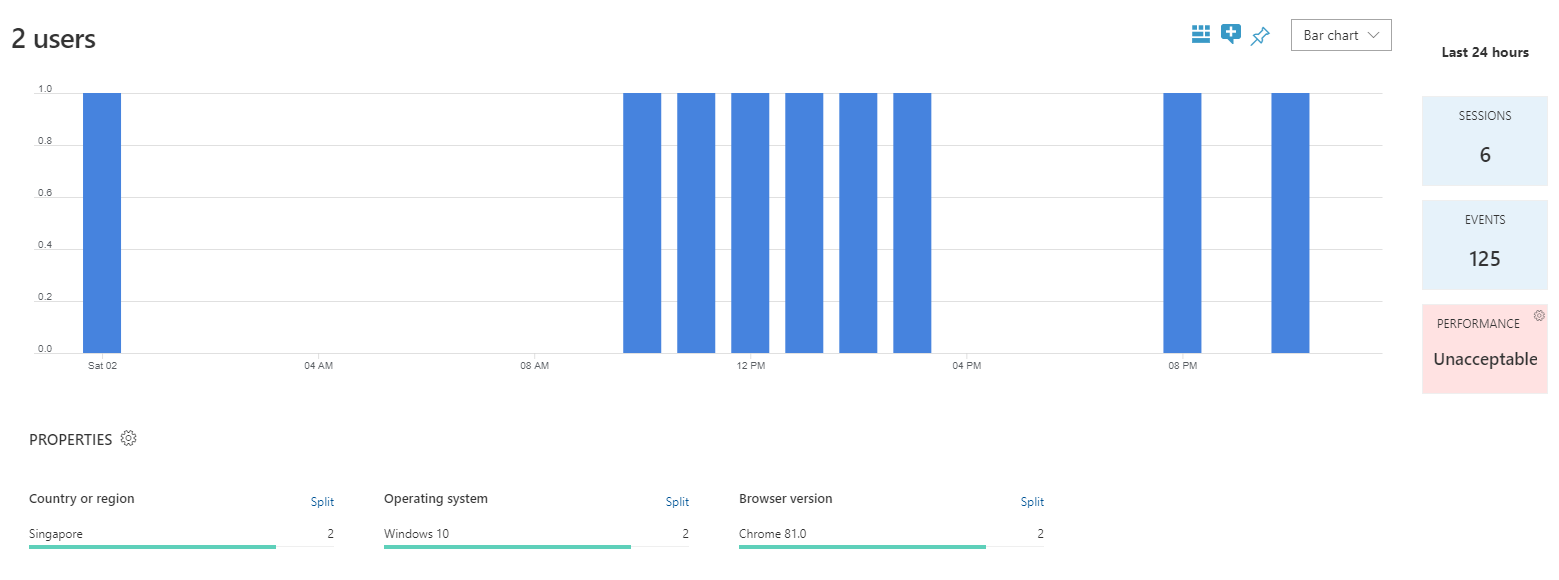 2 users
Bar chart
Last 24 hours
1.0
0.8
0.6
0.4
0.2
0.0
Sat 02
04 AM
08 AM
12 PM
04 PM
08 PM
SESSIONS
6
EVENTS
125
PERFORMANCE
Unacceptable
PROPERTIES
Country or region Split
Singapore 2
Operating system Split
Windows 10 2
Browser version Split
Chrome 81.0 2